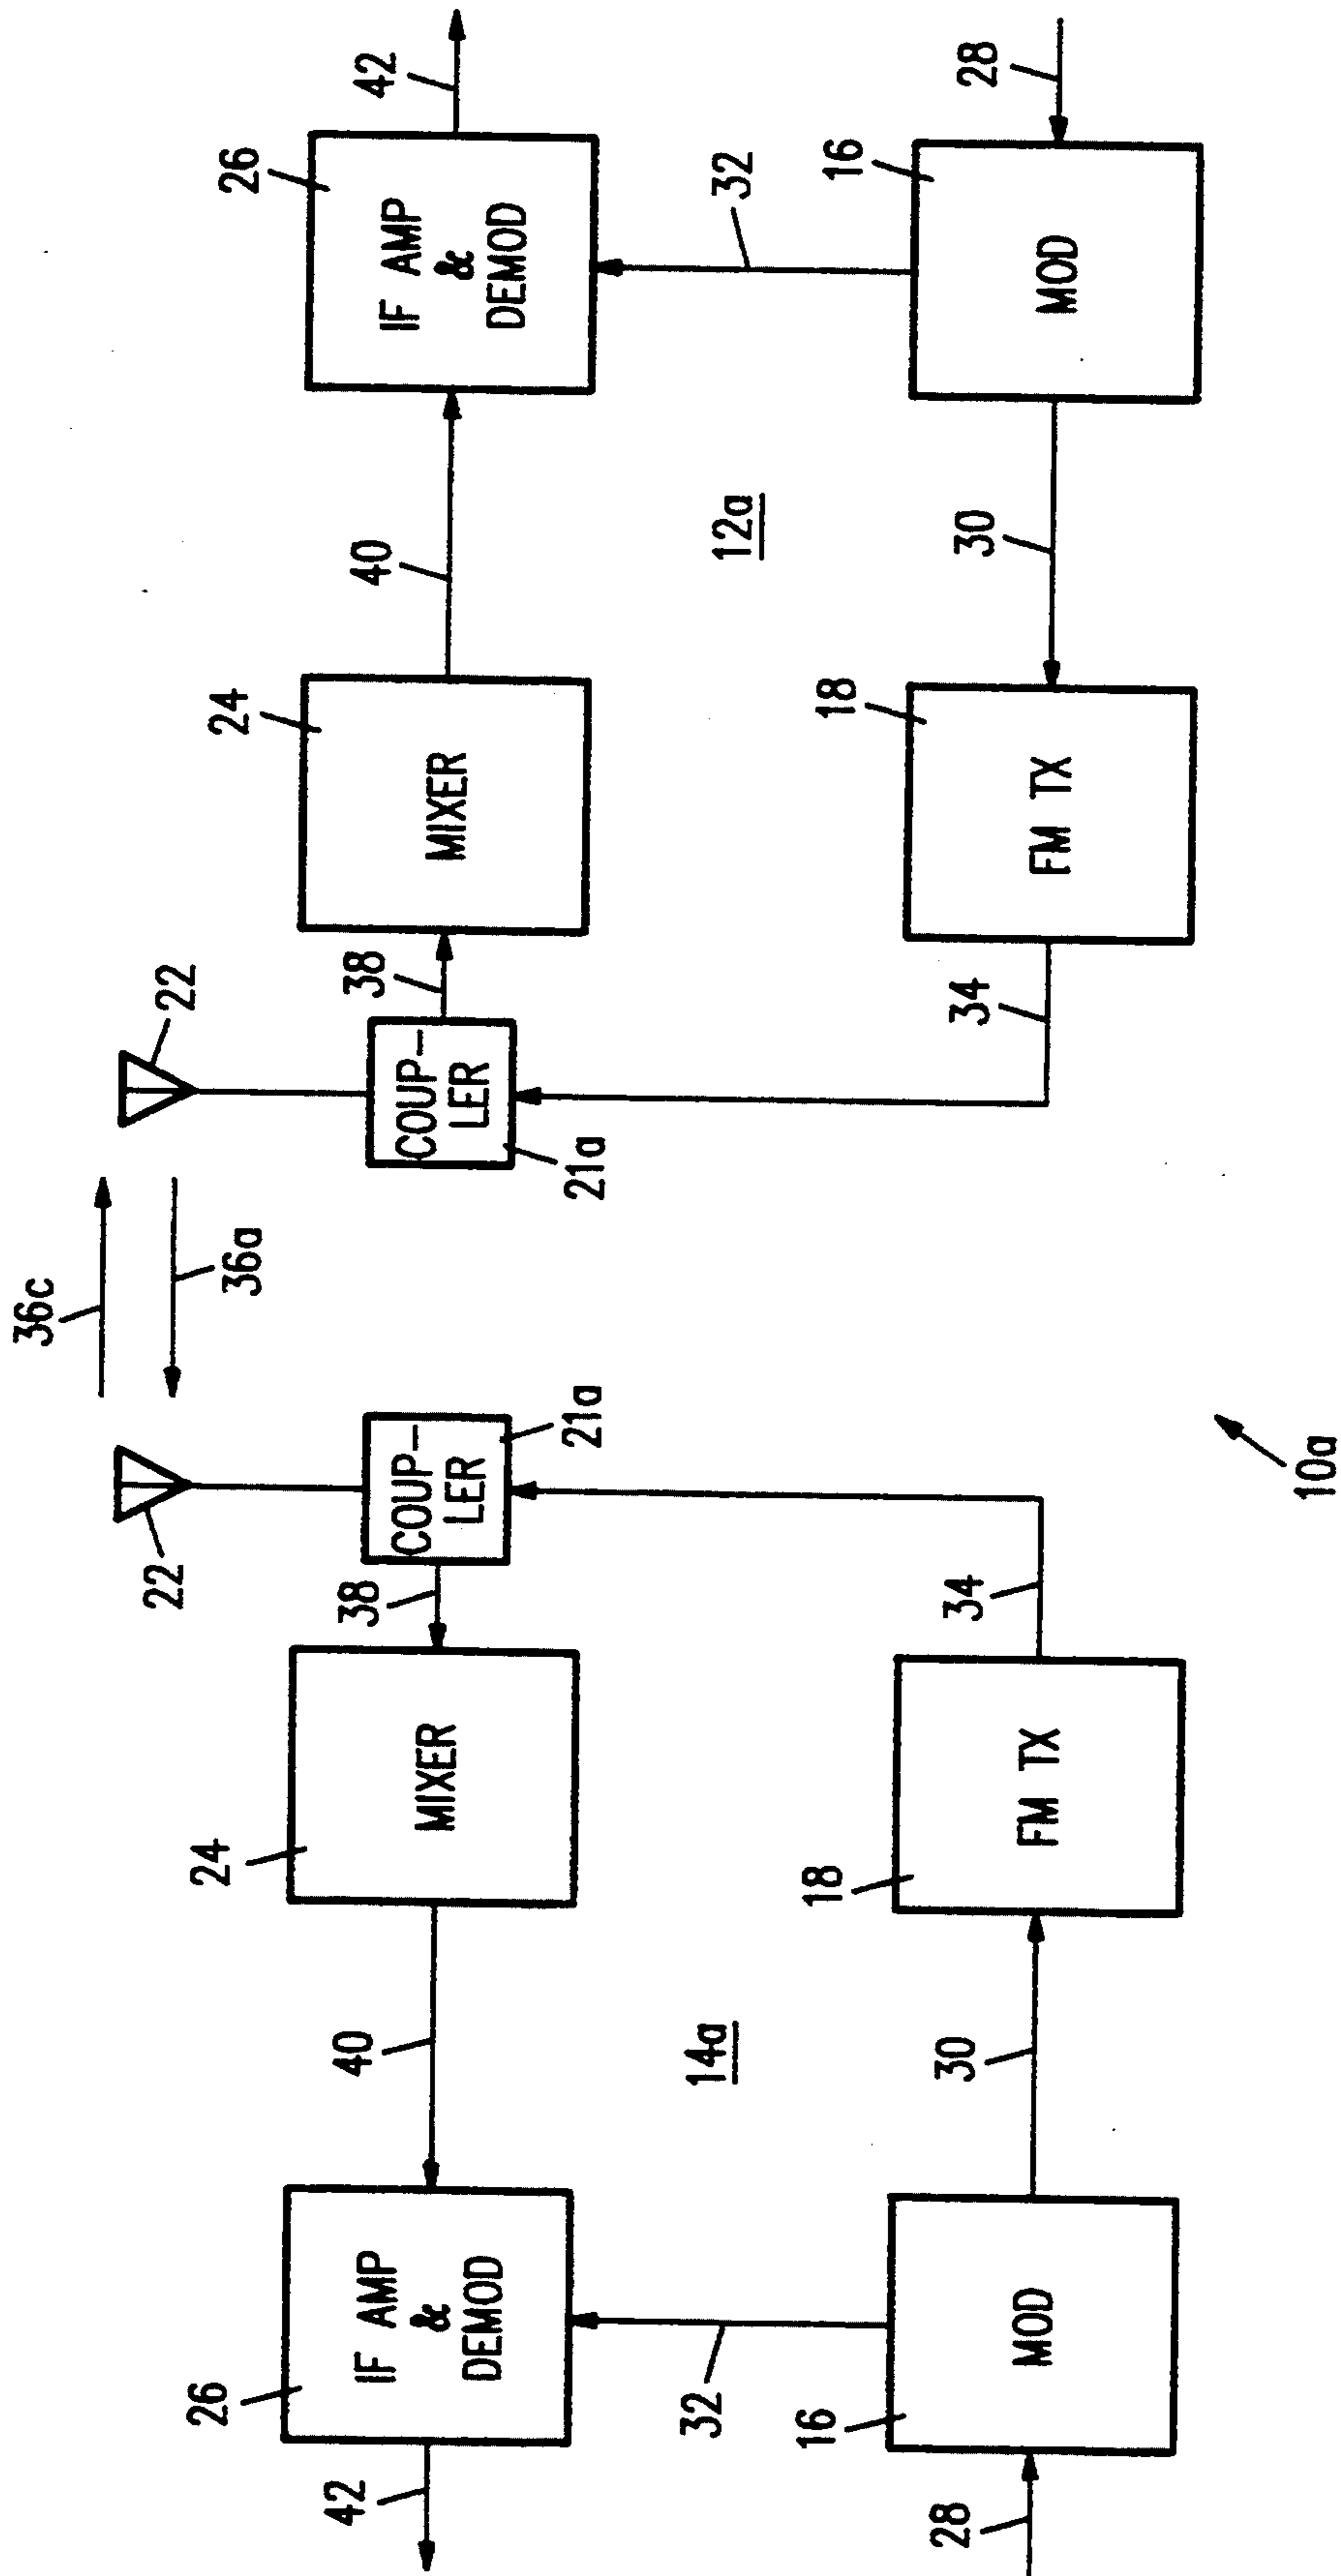 36c
36a
22
22
COUP-
LER
21a
COUP-
LER
21a
38
38
26
IF AMP
&
DEMOD
42
40
24
MIXER
24
MIXER
40
26
IF AMP
&
DEMOD
42
32
14a
12a
32
28
16
MOD
30
18
FM TX
34
34
18
FM TX
30
16
MOD
28
10a